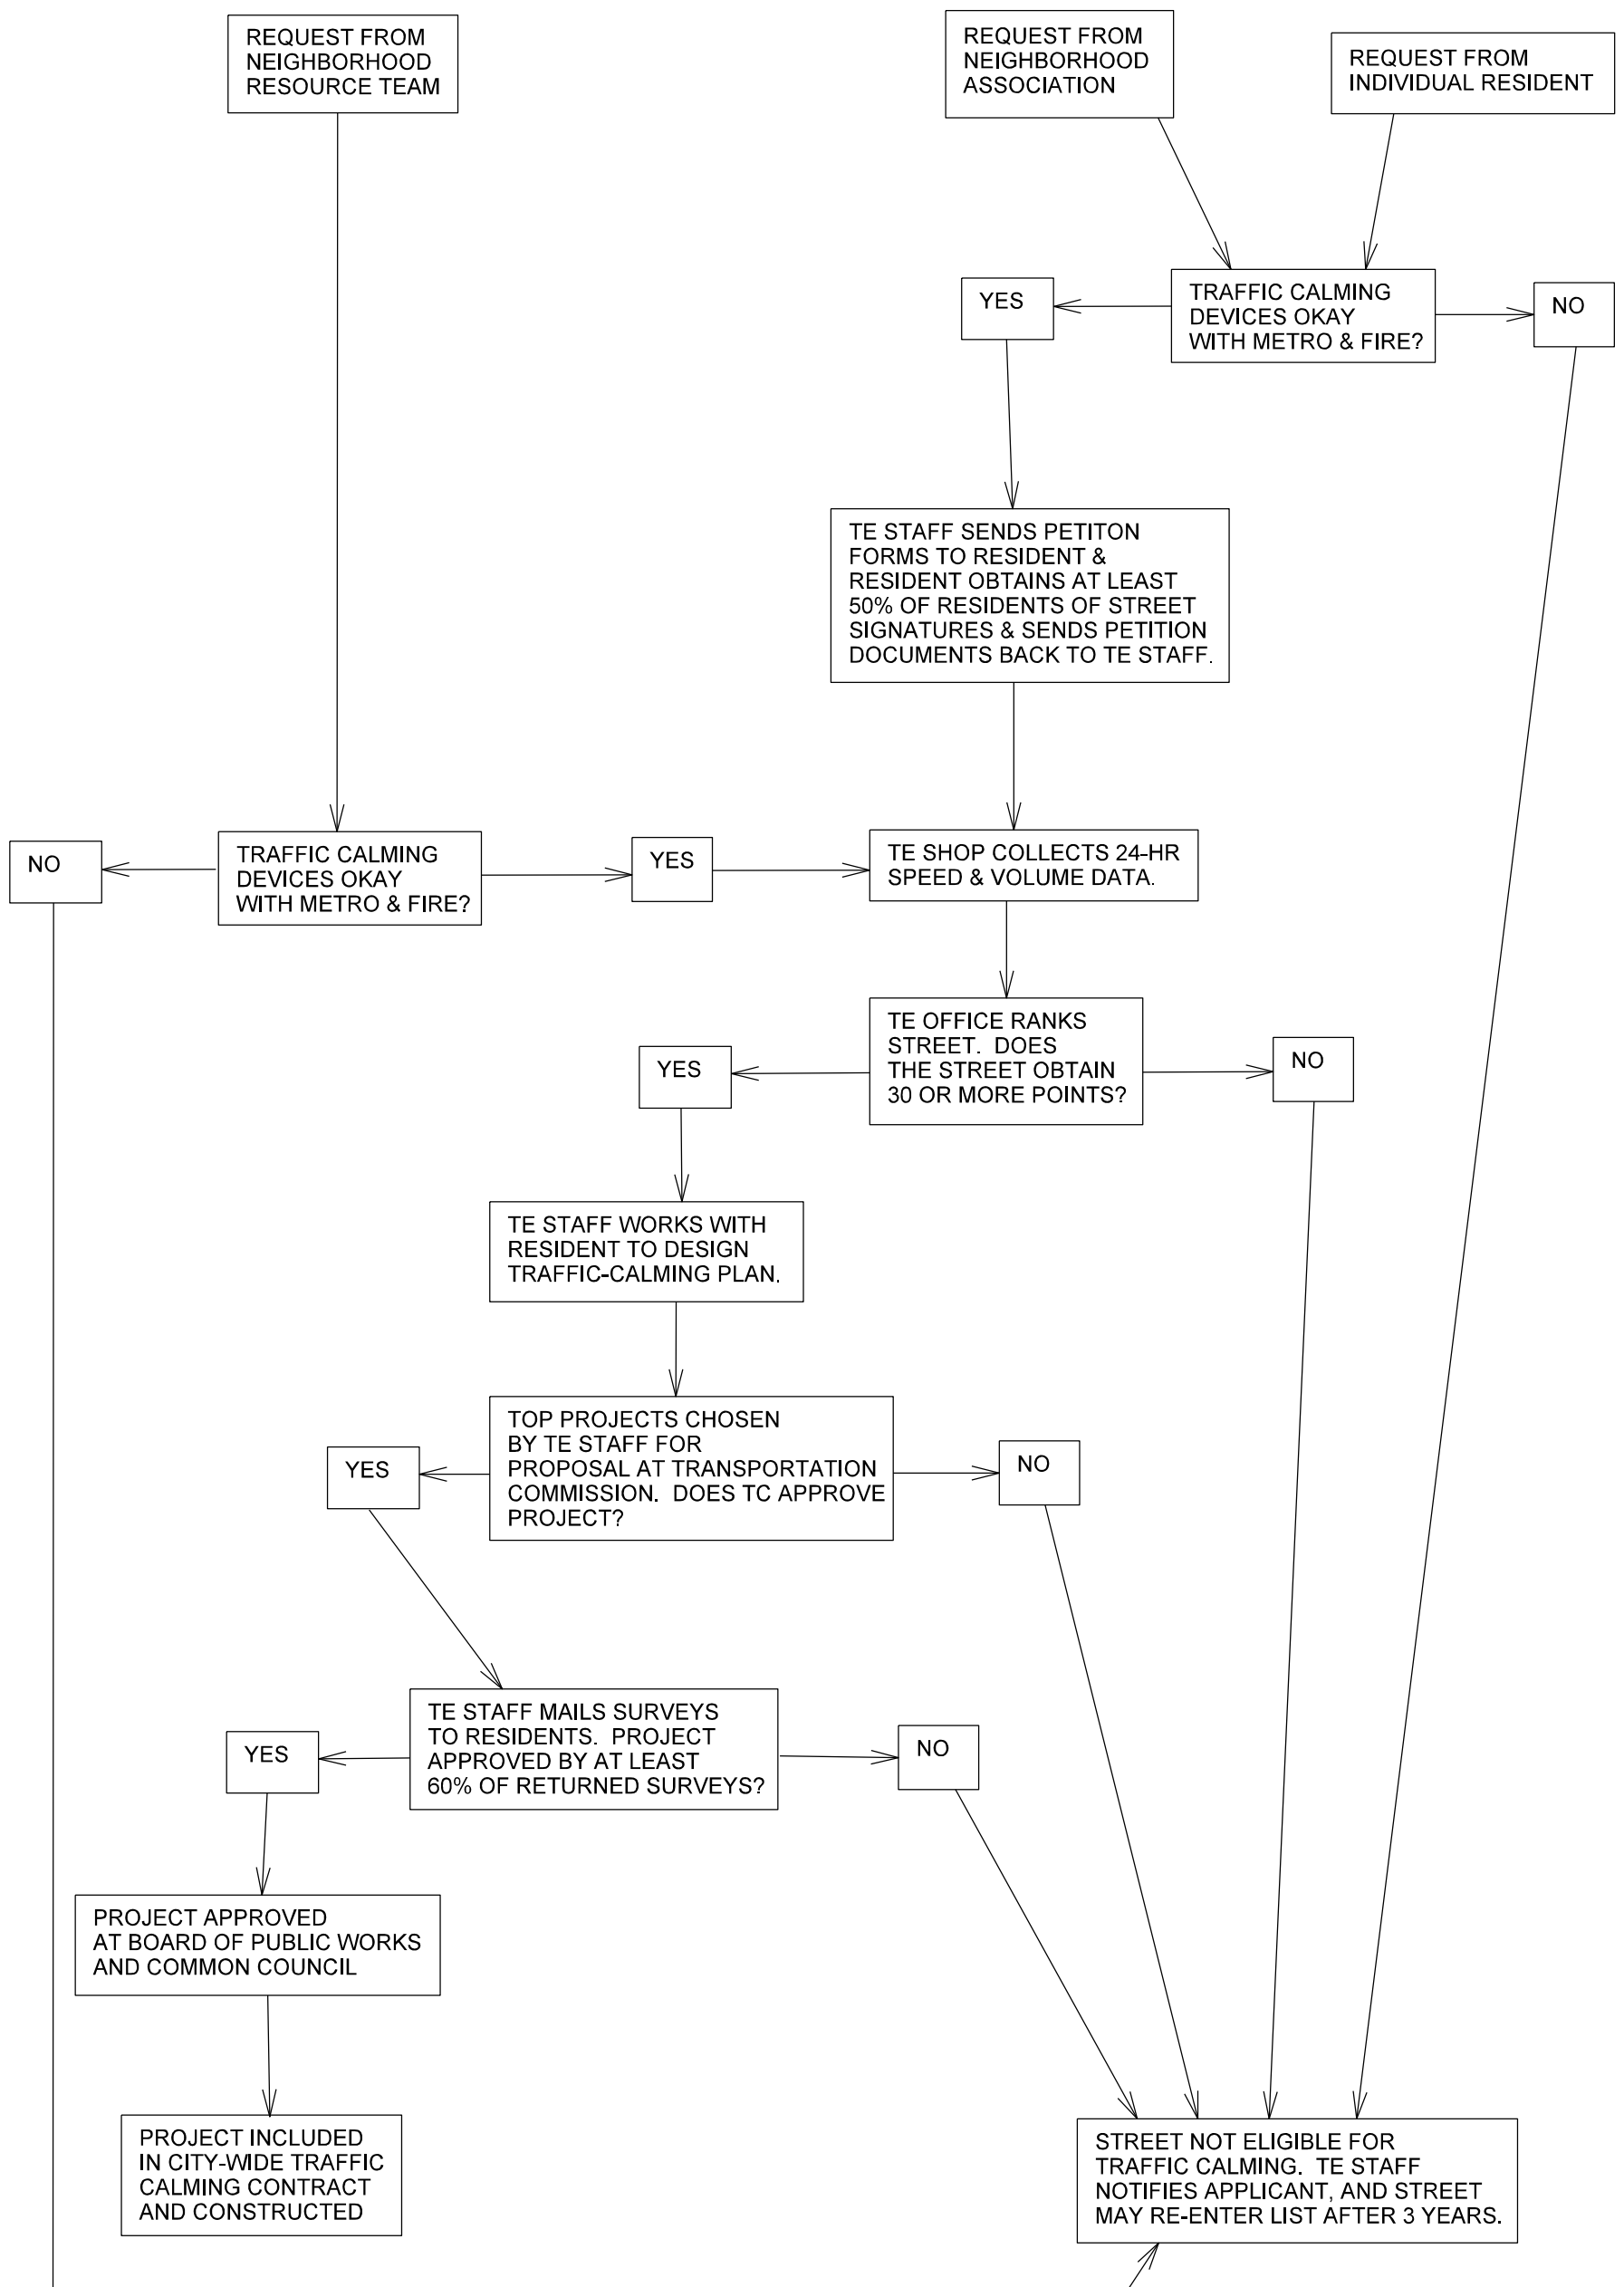 REQUEST FROM
NEIGHBORHOOD
RESOURCE TEAM
REQUEST FROM
NEIGHBORHOOD
ASSOCIATION
REQUEST FROM
INDIVIDUAL RESIDENT
YES
TRAFFIC CALMING
DEVICES OKAY
WITH METRO & FIRE?
NO
TE STAFF SENDS PETITON
FORMS TO RESIDENT &
RESIDENT OBTAINS AT LEAST
50% OF RESIDENTS OF STREET
SIGNATURES & SENDS PETITION
DOCUMENTS BACK TO TE STAFF.
NO
TRAFFIC CALMING
DEVICES OKAY
WITH METRO & FIRE?
YES
TE SHOP COLLECTS 24-HR
SPEED & VOLUME DATA.
YES
TE OFFICE RANKS
STREET.  DOES
THE STREET OBTAIN
30 OR MORE POINTS?
NO
TE STAFF WORKS WITH
RESIDENT TO DESIGN
TRAFFIC-CALMING PLAN.
YES
TOP PROJECTS CHOSEN
BY TE STAFF FOR
PROPOSAL AT TRANSPORTATION
COMMISSION.  DOES TC APPROVE
PROJECT?
NO
YES
TE STAFF MAILS SURVEYS
TO RESIDENTS.  PROJECT
APPROVED BY AT LEAST
60% OF RETURNED SURVEYS?
NO
PROJECT APPROVED
AT BOARD OF PUBLIC WORKS
AND COMMON COUNCIL
PROJECT INCLUDED
IN CITY-WIDE TRAFFIC
CALMING CONTRACT
AND CONSTRUCTED
STREET NOT ELIGIBLE FOR
TRAFFIC CALMING.  TE STAFF
NOTIFIES APPLICANT, AND STREET
MAY RE-ENTER LIST AFTER 3 YEARS.